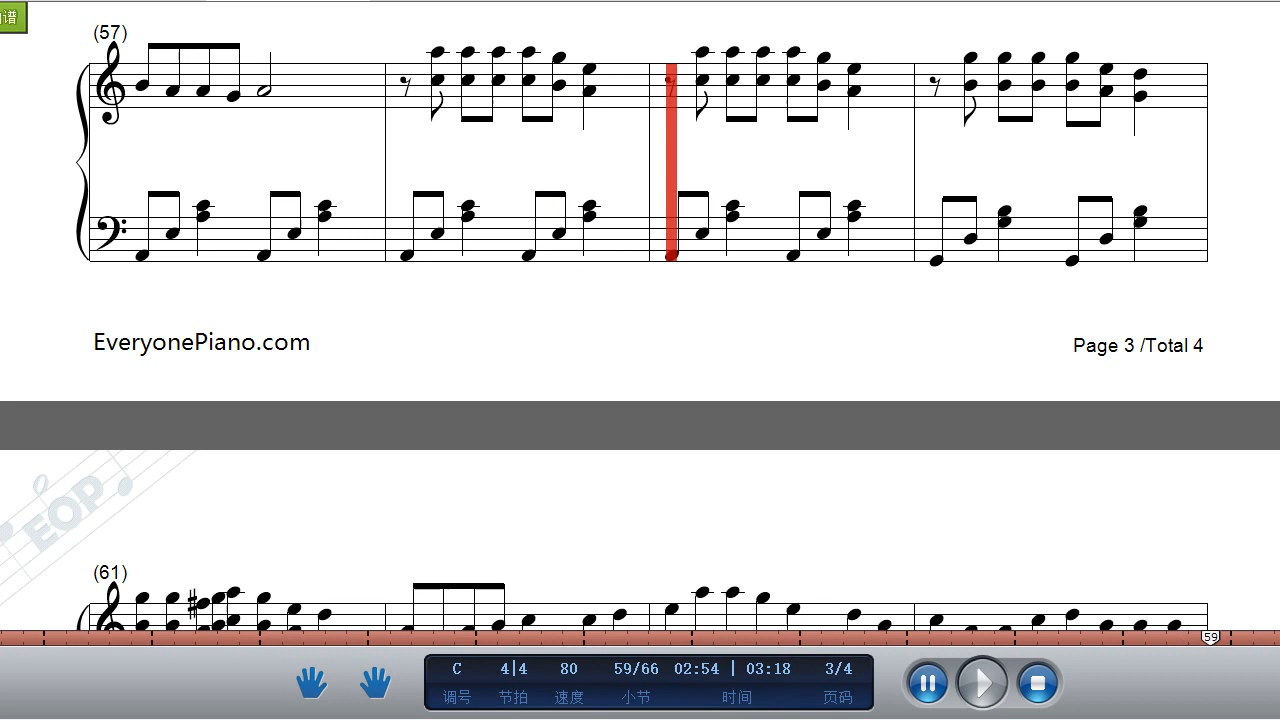 谱
(57)
EveryonePiano.com
Page 3 /Total 4
EOP
(61)
59
C 4|4 80 59/66 02:54 | 03:18 3/4
调号 节拍 速度 小节 时间 页码